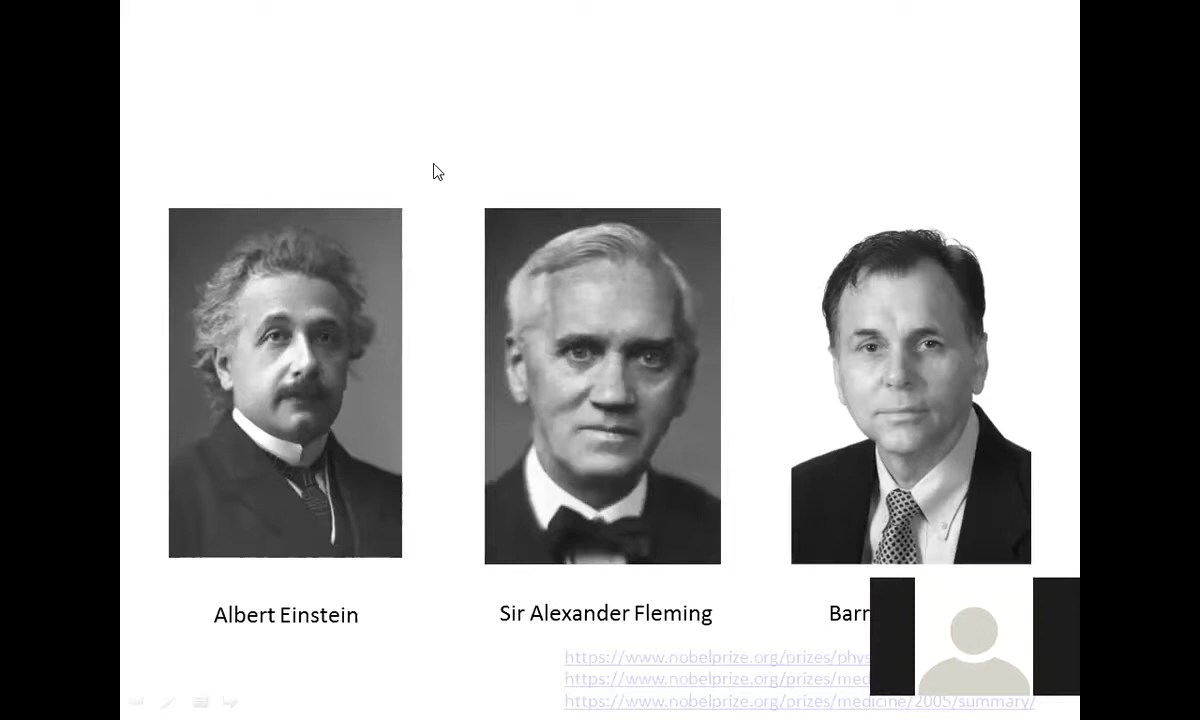 Albert Einstein
Sir Alexander Fleming
Barr
https://www.nobelprize.org/prizes/phys
https://www.nobelprize.org/prizes/med
https://www.nobelprize.org/prizes/medicine/2005/summary/